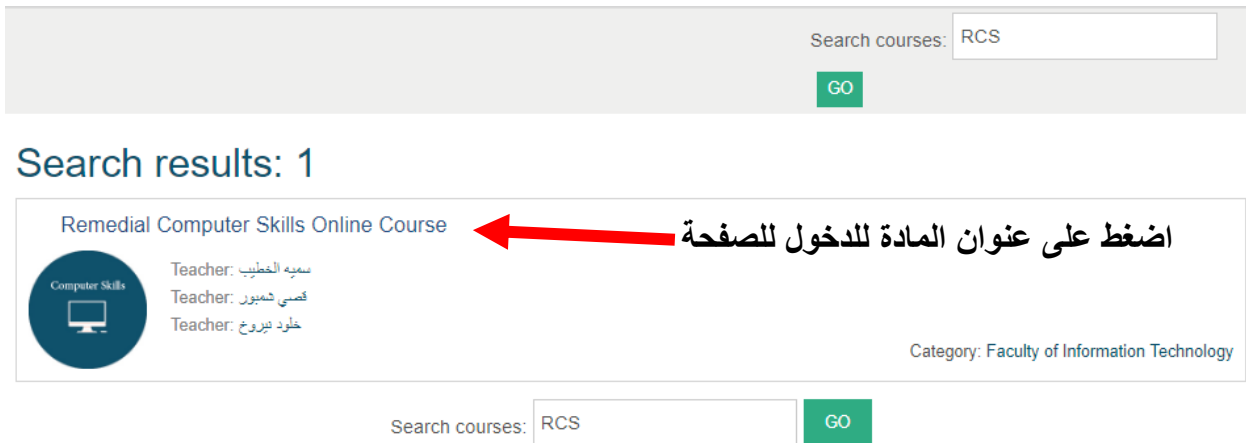 Search courses: RCS
GO
Search results: 1
Remedial Computer Skills Online Course
اضغط على عنوان المادة للدخول للصفحة
Computer Skills
Teacher: سميه الخطيب
Teacher: قصي شمبور
Teacher: خلود نيروخ
Category: Faculty of Information Technology
Search courses: RCS GO